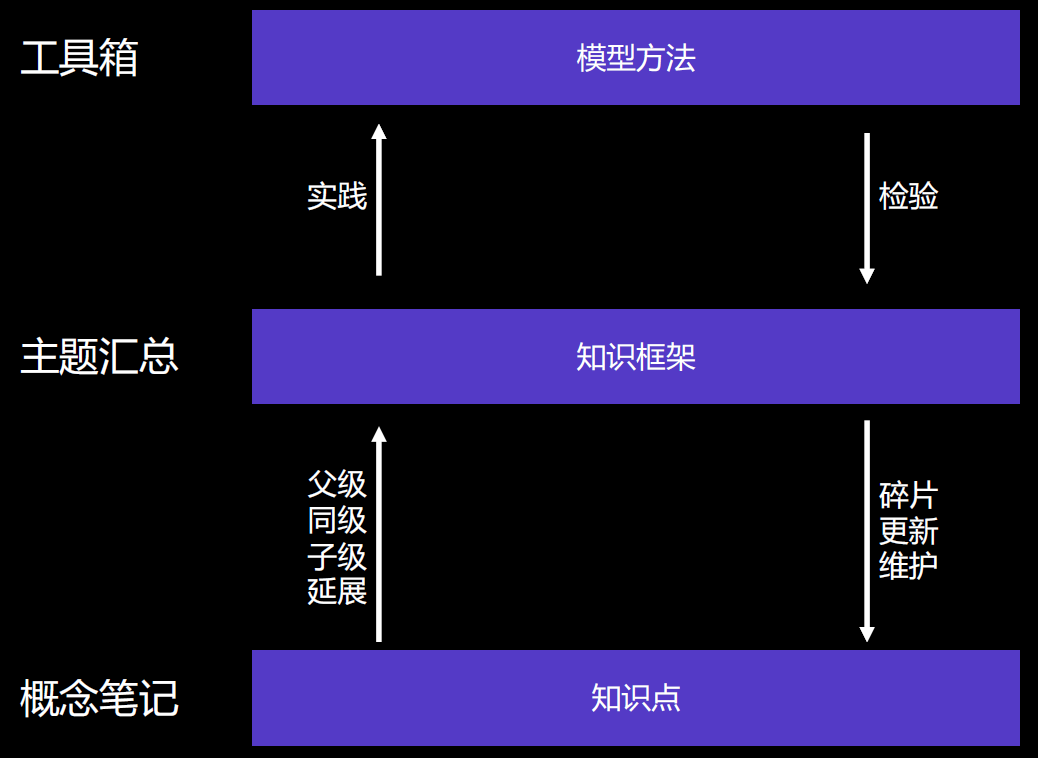 工具箱
模型方法
实践
检验
主题汇总
知识框架
父级
同级
子级
延展
碎片
更新
维护
概念笔记
知识点